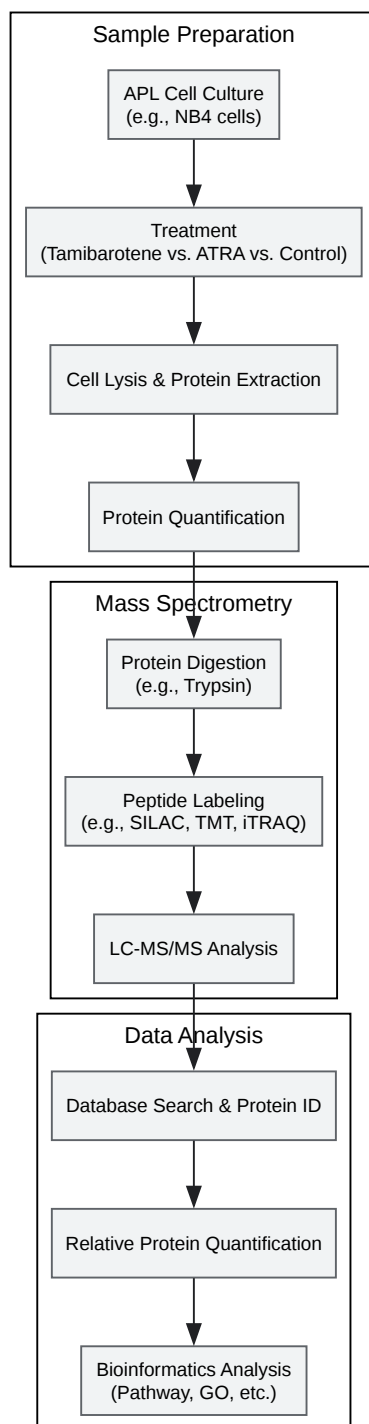 Sample Preparation
APL Cell Culture
(e.g., NB4 cells)
Treatment
(Tamibarotene vs. ATRA vs. Control)
Cell Lysis & Protein Extraction
Protein Quantification
Mass Spectrometry
Protein Digestion
(e.g., Trypsin)
Peptide Labeling
(e.g., SILAC, TMT, iTRAQ)
LC-MS/MS Analysis
Data Analysis
Database Search & Protein ID
Relative Protein Quantification
Bioinformatics Analysis
(Pathway, GO, etc.)